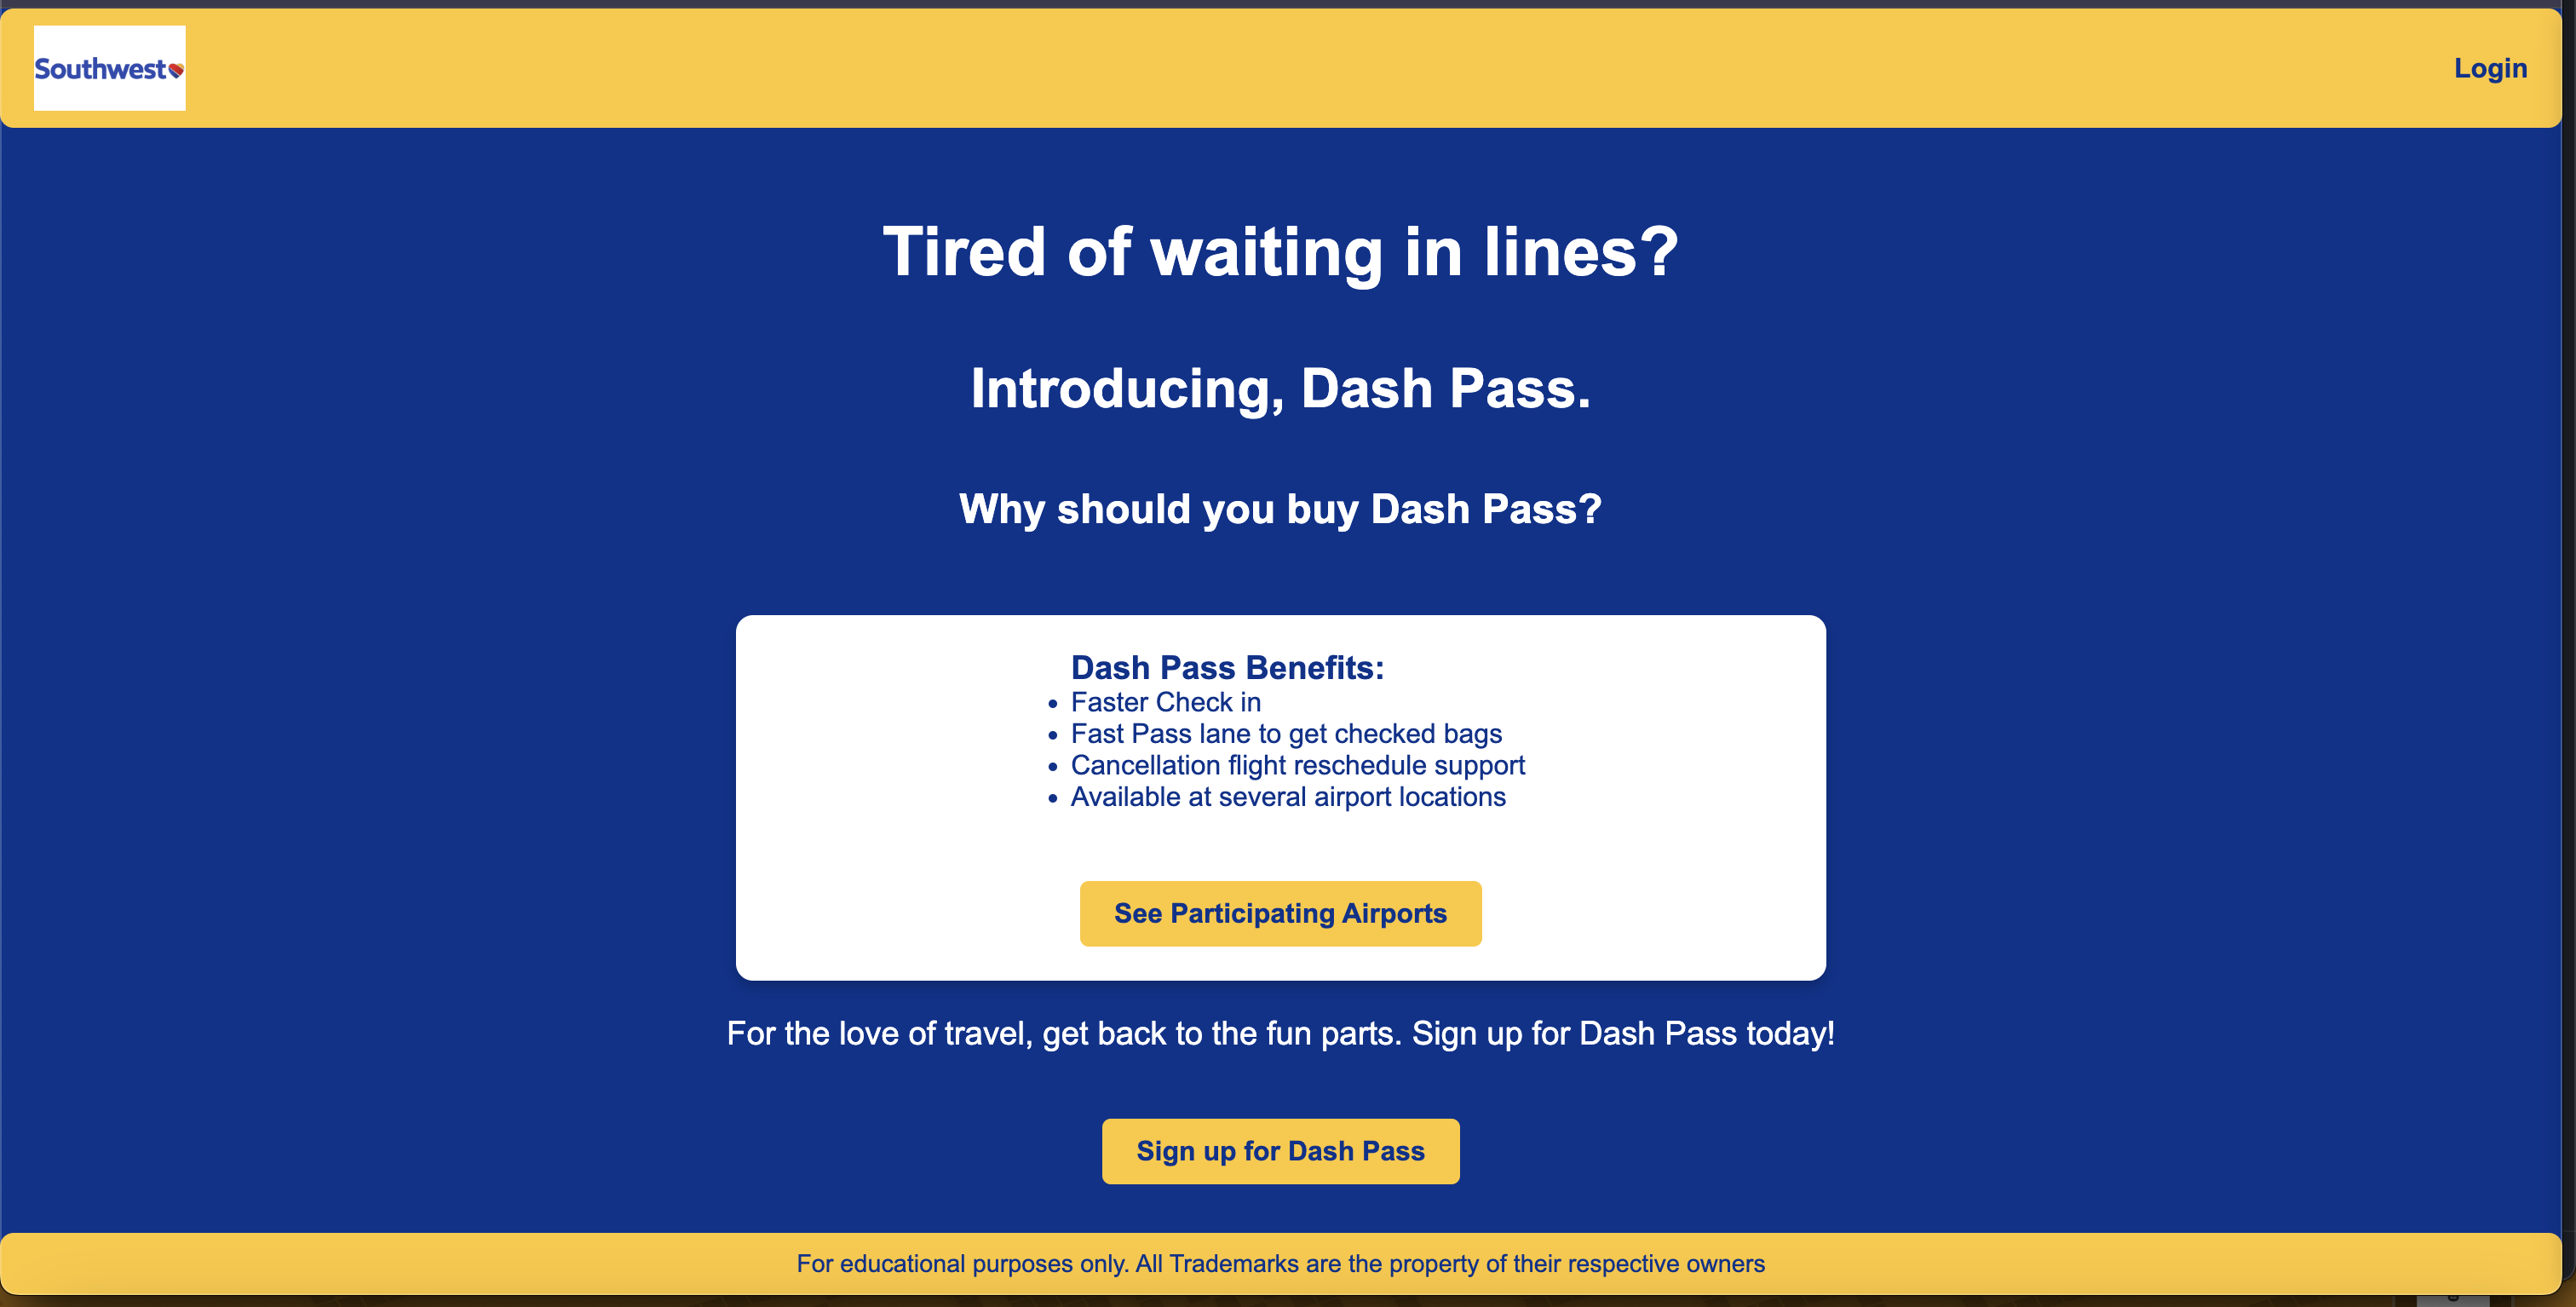 Southwest
Login
Tired of waiting in lines?
Introducing, Dash Pass.
Why should you buy Dash Pass?
Dash Pass Benefits:
• Faster Check in
• Fast Pass lane to get checked bags
• Cancellation flight reschedule support
• Available at several airport locations
See Participating Airports
For the love of travel, get back to the fun parts. Sign up for Dash Pass today!
Sign up for Dash Pass
For educational purposes only. All Trademarks are the property of their respective owners